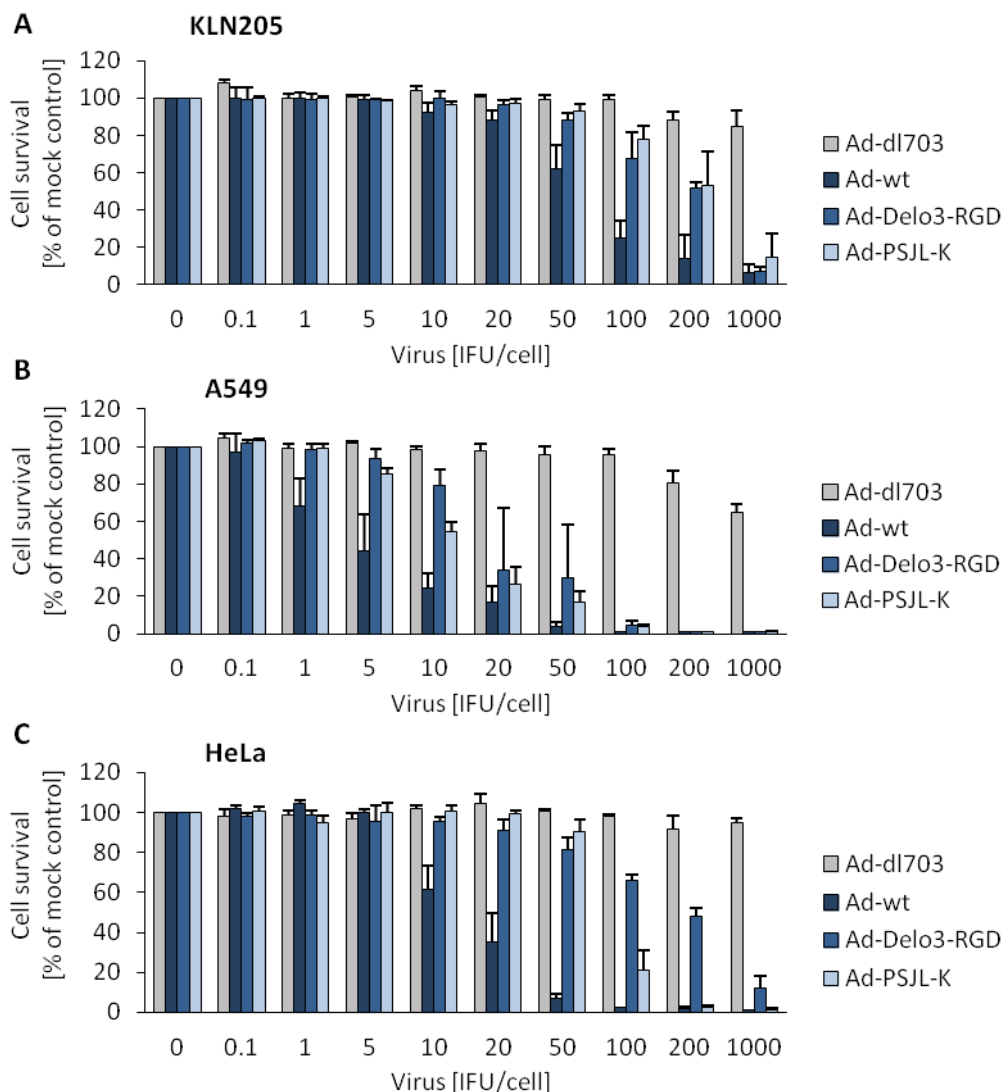 A
KLN205
120
100
80
60
40
20
0
Cell survival
[% of mock control]
0 0.1 1 5 10 20 50 100 200 1000
Virus [IFU/cell]
Ad-dl703
Ad-wt
Ad-Delo3-RGD
Ad-PSJL-K
B
A549
120
100
80
60
40
20
0
Cell survival
[% of mock control]
0 0.1 1 5 10 20 50 100 200 1000
Virus [IFU/cell]
Ad-dl703
Ad-wt
Ad-Delo3-RGD
Ad-PSJL-K
C
HeLa
120
100
80
60
40
20
0
Cell survival
[% of mock control]
0 0.1 1 5 10 20 50 100 200 1000
Virus [IFU/cell]
Ad-dl703
Ad-wt
Ad-Delo3-RGD
Ad-PSJL-K